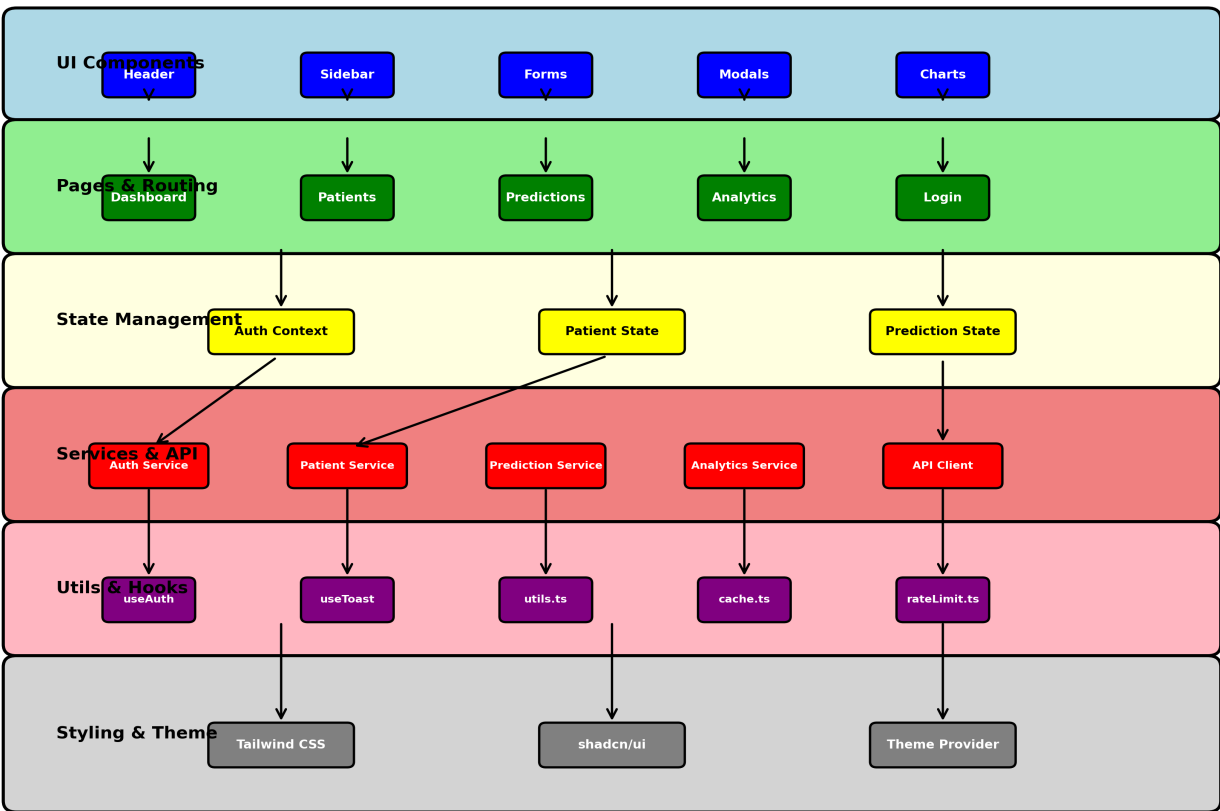 UI Components
Header
Sidebar
Forms
Modals
Charts
Pages & Routing
Dashboard
Patients
Predictions
Analytics
Login
State Management
Auth Context
Patient State
Prediction State
Services & API
Auth Service
Patient Service
Prediction Service
Analytics Service
API Client
Utils & Hooks
useAuth
useToast
utils.ts
cache.ts
rateLimit.ts
Styling & Theme
Tailwind CSS
shadcn/ui
Theme Provider